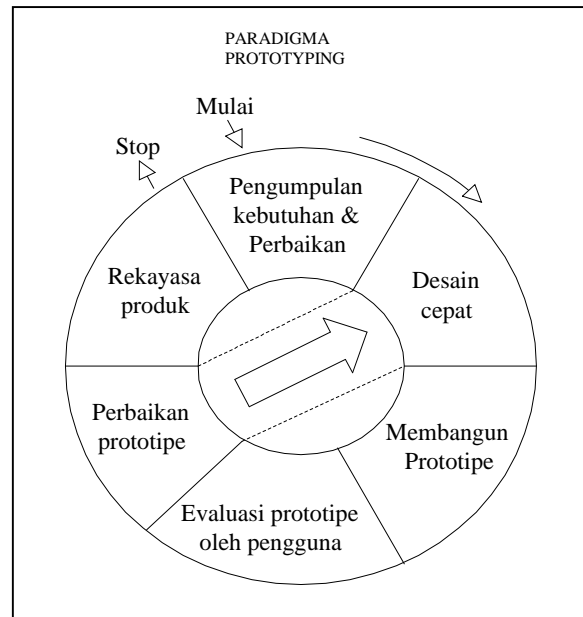 PARADIGMA
PROTOTYPING
Mulai
Stop
Pengumpulan
kebutuhan &
Perbaikan
Desain
cepat
Membangun
Prototipe
Evaluasi prototipe
oleh pengguna
Perbaikan
prototipe
Rekayasa
produk